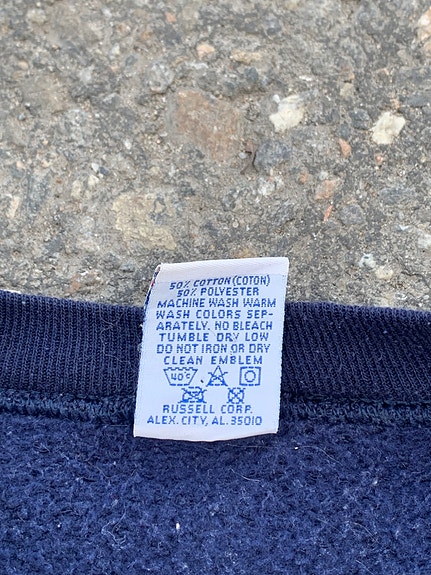 50% COTTON (COTON)
50% POLYESTER
MACHINE WASH WARM
WASH COLORS SEP-
ARATELY. NO BLEACH
TUMBLE DRY LOW
DO NOT IRON OR DRY
CLEAN EMBLEM
40°C
RUSSELL CORP.
ALEX. CITY, AL. 35010